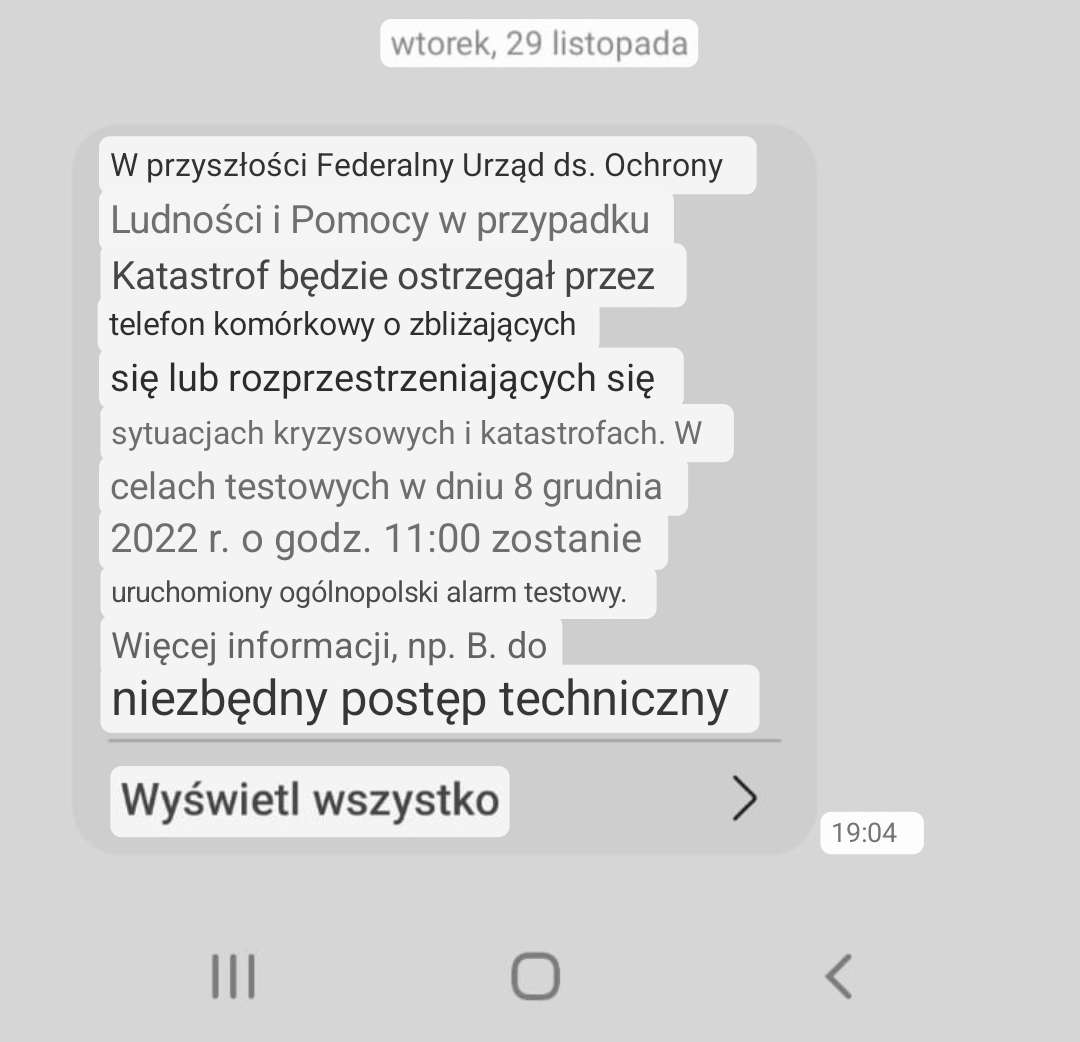 wtorek, 29 listopada
W przyszłości Federalny Urząd ds. Ochrony
Ludności i Pomocy w przypadku
Katastrof będzie ostrzegał przez
telefon komórkowy o zbliżających
się lub rozprzestrzeniających się
sytuacjach kryzysowych i katastrofach. W
celach testowych w dniu 8 grudnia
2022 r. o godz. 11:00 zostanie
uruchomiony ogólnopolski alarm testowy.
Więcej informacji, np. B. do
niezbędny postęp techniczny
Wyświetl wszystko
19:04